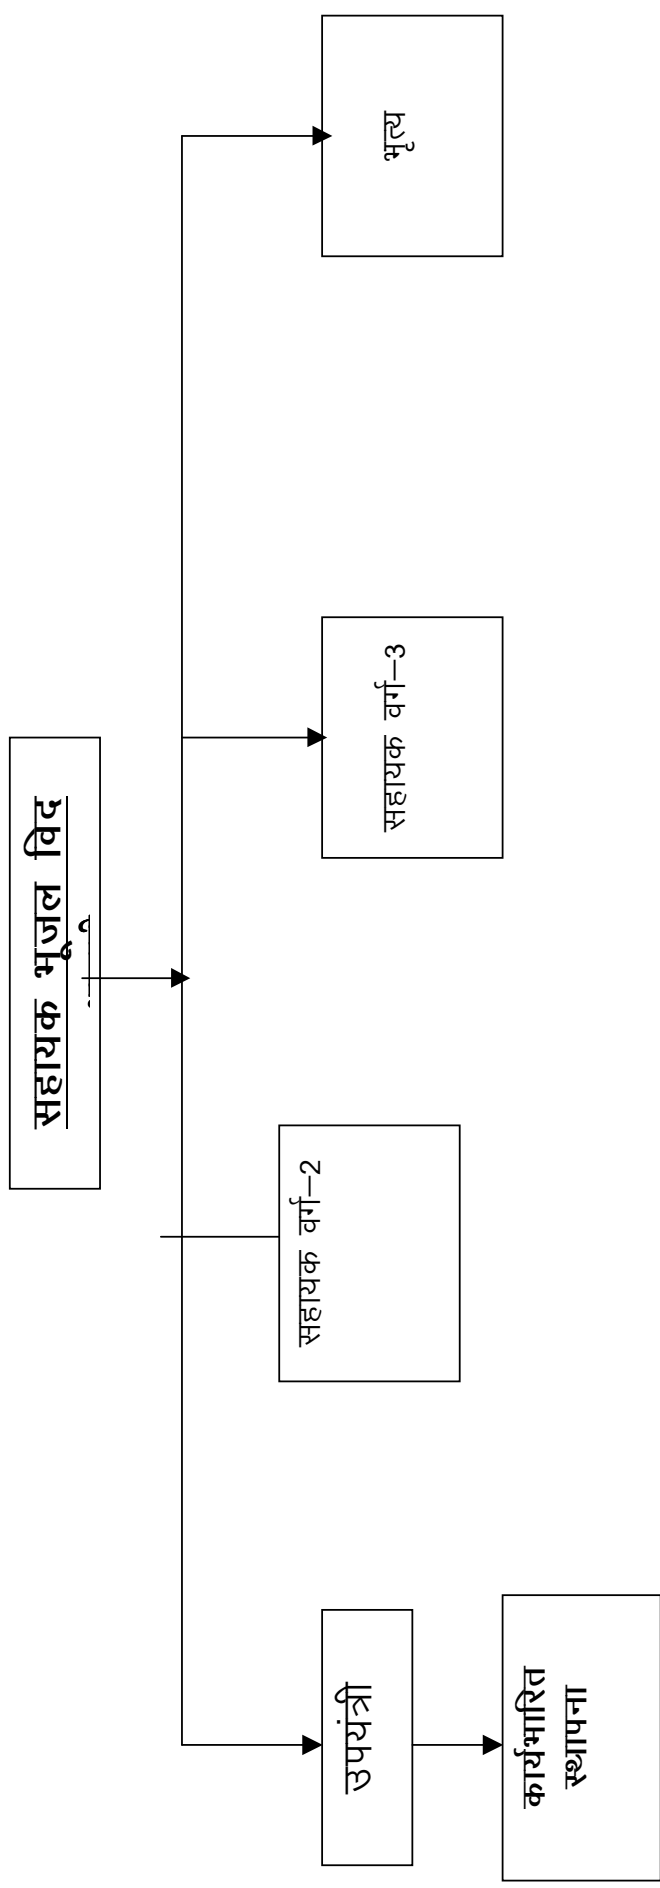 सहायक भूजल विद
सहायक वर्ग–2
उपयंत्री
सहायक वर्ग–3
भृत्य
कार्यभारित
स्थापना